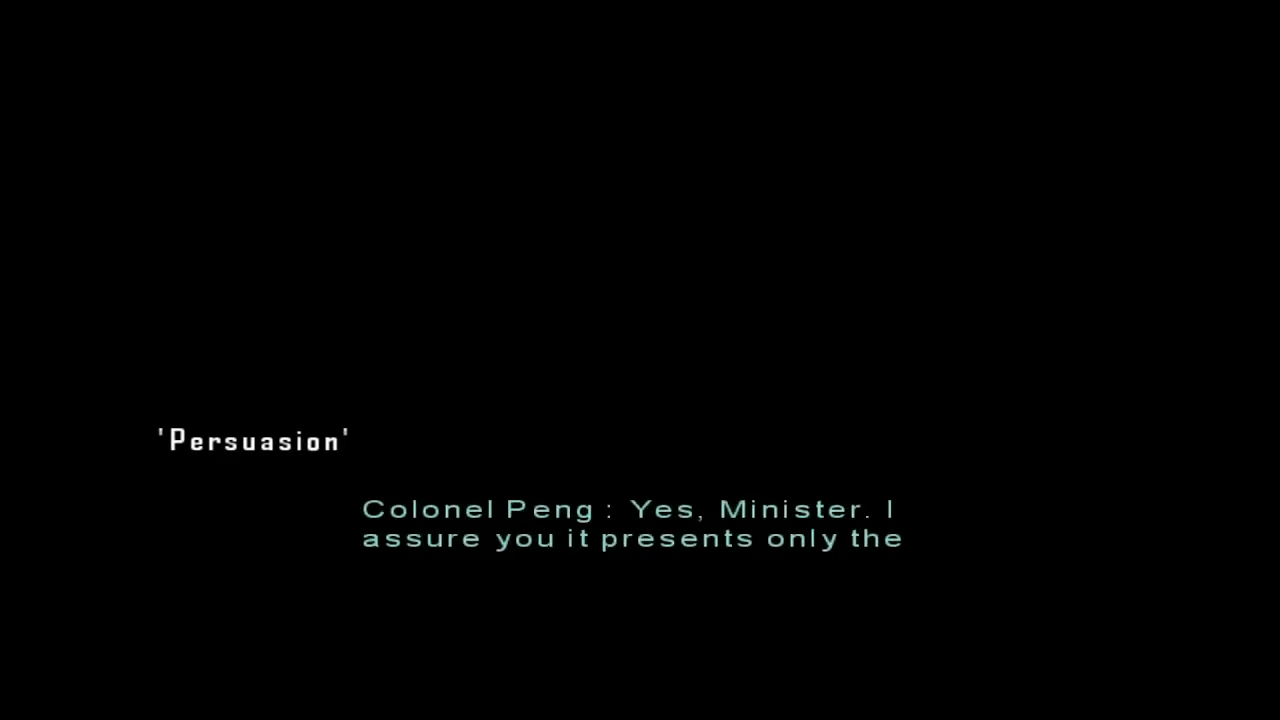 'Persuasion'
Colonel Peng : Yes, Minister. I
assure you it presents only the